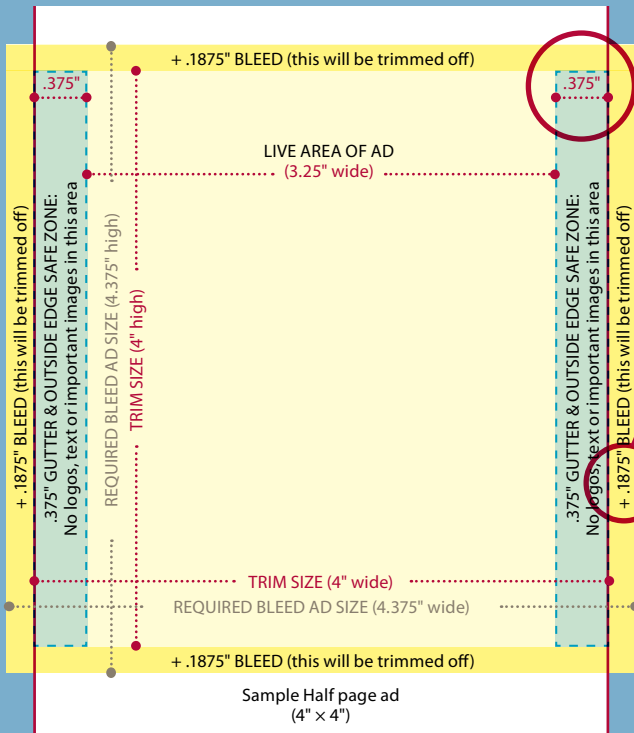 + .1875" BLEED (this will be trimmed off)
.375"
.375"
LIVE AREA OF AD
(3.25" wide)
+ .1875" BLEED (this will be trimmed off)
.375" GUTTER & OUTSIDE EDGE SAFE ZONE:
No logos, text or important images in this area
REQUIRED BLEED AD SIZE (4.375" high)
TRIM SIZE (4" high)
.375" GUTTER & OUTSIDE EDGE SAFE ZONE:
No logos, text or important images in this area
+ .1875" BLEED (this will be trimmed off)
TRIM SIZE (4" wide)
REQUIRED BLEED AD SIZE (4.375" wide)
+ .1875" BLEED (this will be trimmed off)
Sample Half page ad
(4" × 4")